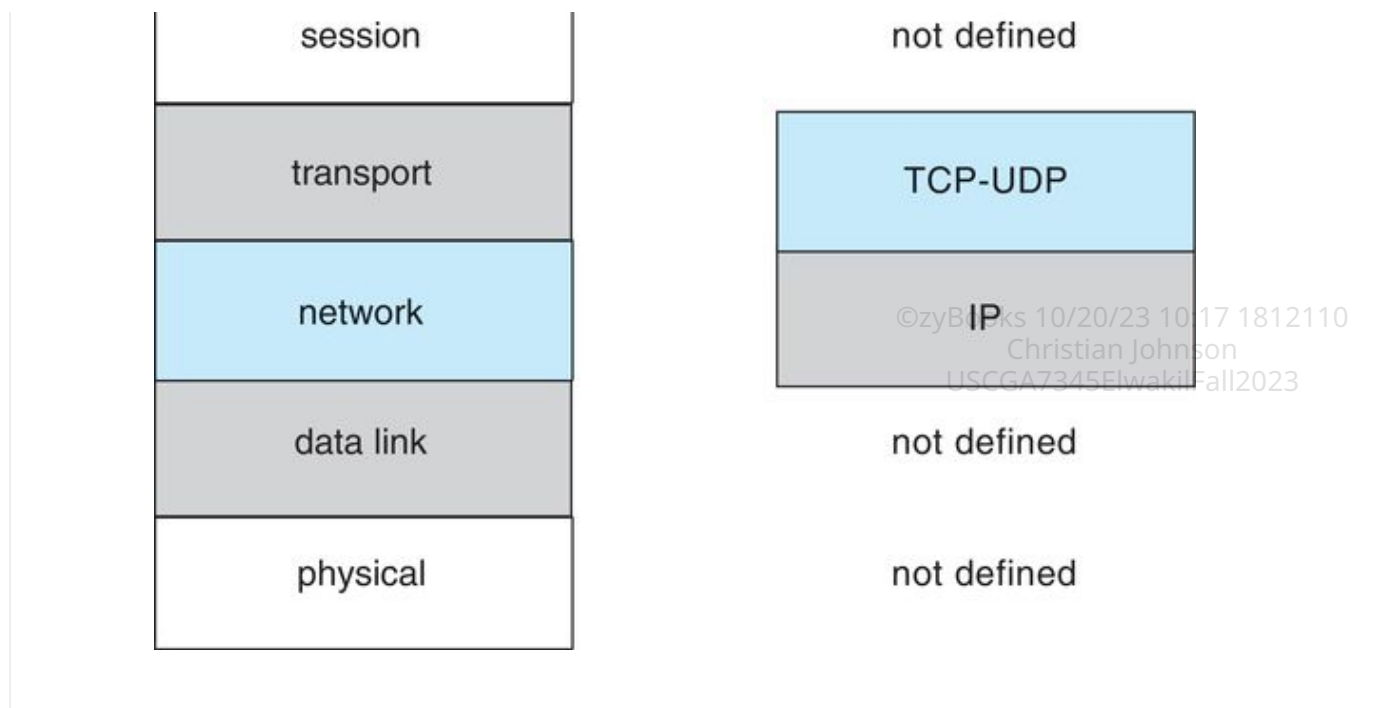 session
not defined
transport
TCP-UDP
network
IP
©zyBooks 10/20/23 10:17 1812110
Christian Johnson
USCGA7345ElwakilFall2023
data link
not defined
physical
not defined